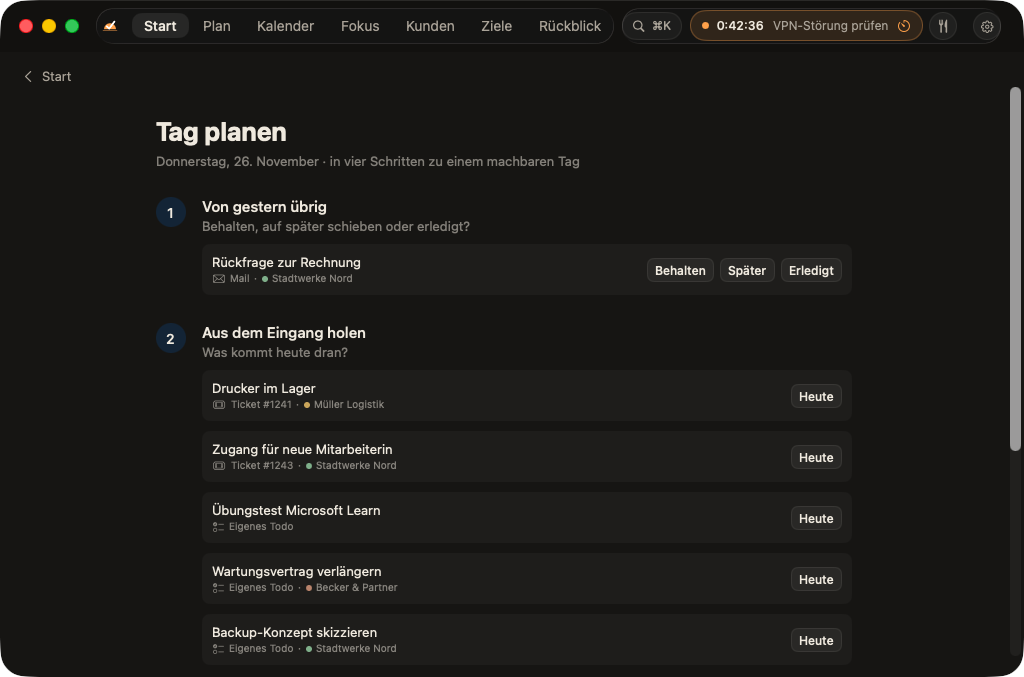 Start Plan Kalender Fokus Kunden Ziele Rückblick ⌘K 0:42:36 VPN-Störung prüfen
Start
Tag planen
Donnerstag, 26. November · in vier Schritten zu einem machbaren Tag
1 Von gestern übrig
Behalten, auf später schieben oder erledigt?
Rückfrage zur Rechnung
Mail · Stadtwerke Nord
Behalten Später Erledigt
2 Aus dem Eingang holen
Was kommt heute dran?
Drucker im Lager
Ticket #1241 · Müller Logistik
Heute
Zugang für neue Mitarbeiterin
Ticket #1243 · Stadtwerke Nord
Heute
Übungstest Microsoft Learn
Eigenes Todo
Heute
Wartungsvertrag verlängern
Eigenes Todo · Becker & Partner
Heute
Backup-Konzept skizzieren
Eigenes Todo · Stadtwerke Nord
Heute